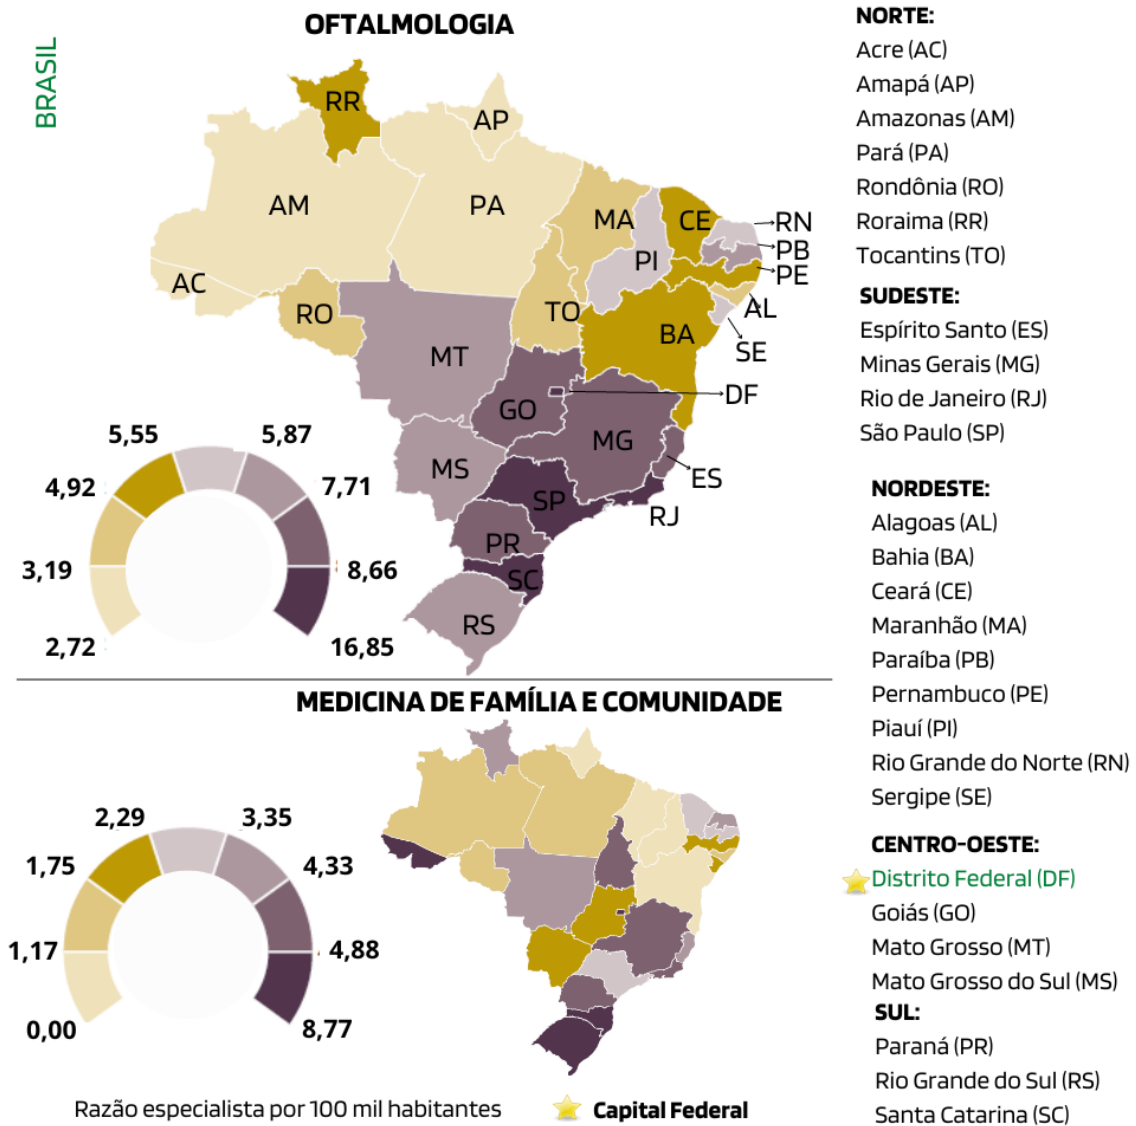 OFTALMOLOGIA
BRASIL
RR
AP
AM
PA
MA
CE
RN
PB
PI
PE
AC
RO
TO
AL
BA
SE
MT
DF
GO
MG
MS
ES
SP
RJ
PR
SC
RS
5,55
5,87
4,92
7,71
3,19
8,66
2,72
16,85
MEDICINA DE FAMÍLIA E COMUNIDADE
2,29
3,35
1,75
4,33
1,17
4,88
0,00
8,77
Razão especialista por 100 mil habitantes
Capital Federal
NORTE:
Acre (AC)
Amapá (AP)
Amazonas (AM)
Pará (PA)
Rondônia (RO)
Roraima (RR)
Tocantins (TO)
SUDESTE:
Espírito Santo (ES)
Minas Gerais (MG)
Rio de Janeiro (RJ)
São Paulo (SP)
NORDESTE:
Alagoas (AL)
Bahia (BA)
Ceará (CE)
Maranhão (MA)
Paraíba (PB)
Pernambuco (PE)
Piauí (PI)
Rio Grande do Norte (RN)
Sergipe (SE)
CENTRO-OESTE:
Distrito Federal (DF)
Goiás (GO)
Mato Grosso (MT)
Mato Grosso do Sul (MS)
SUL:
Paraná (PR)
Rio Grande do Sul (RS)
Santa Catarina (SC)